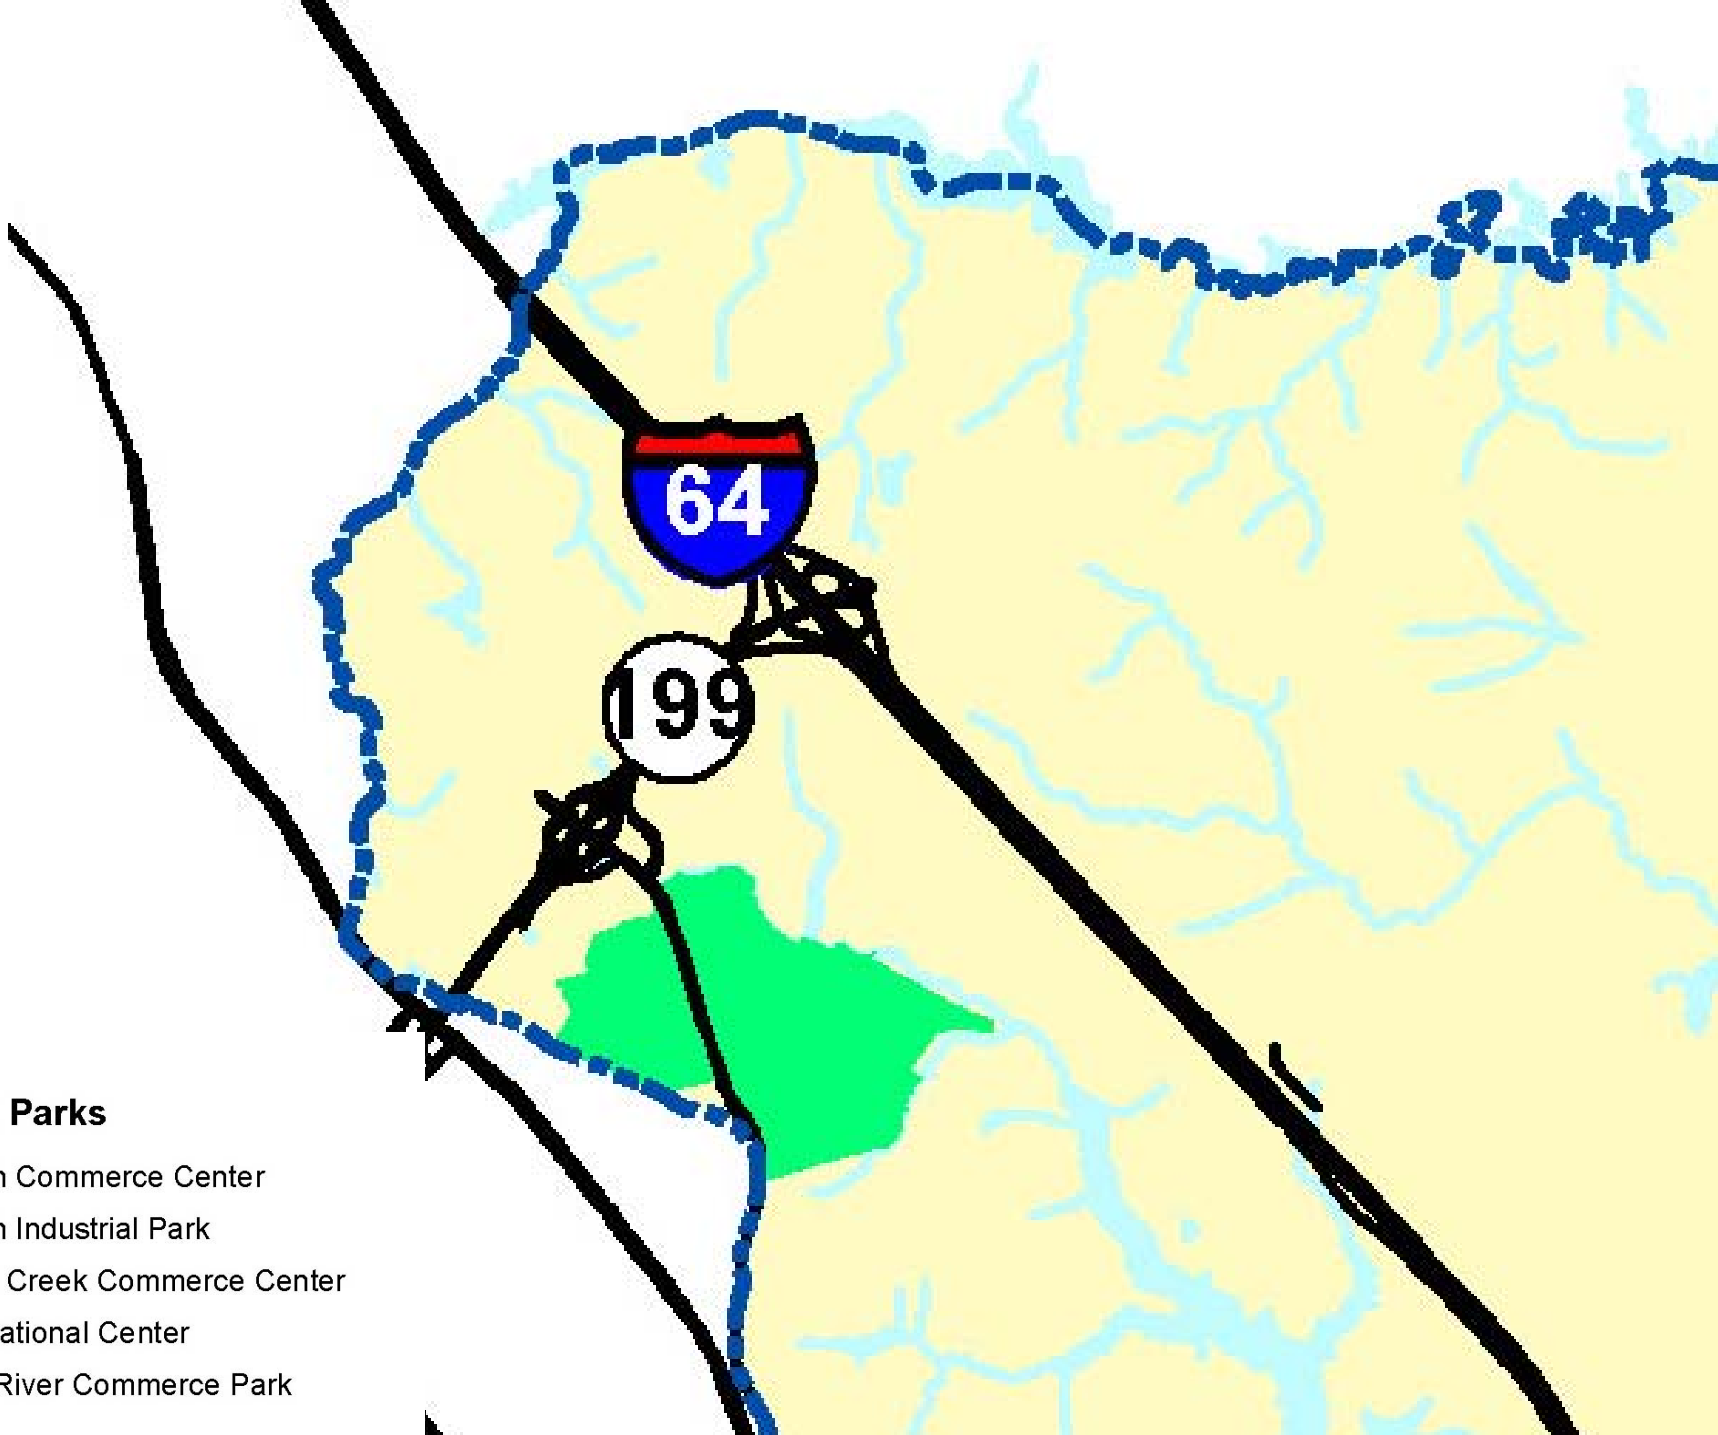 64
199
Parks
Commerce Center
Industrial Park
Creek Commerce Center
ational Center
River Commerce Park